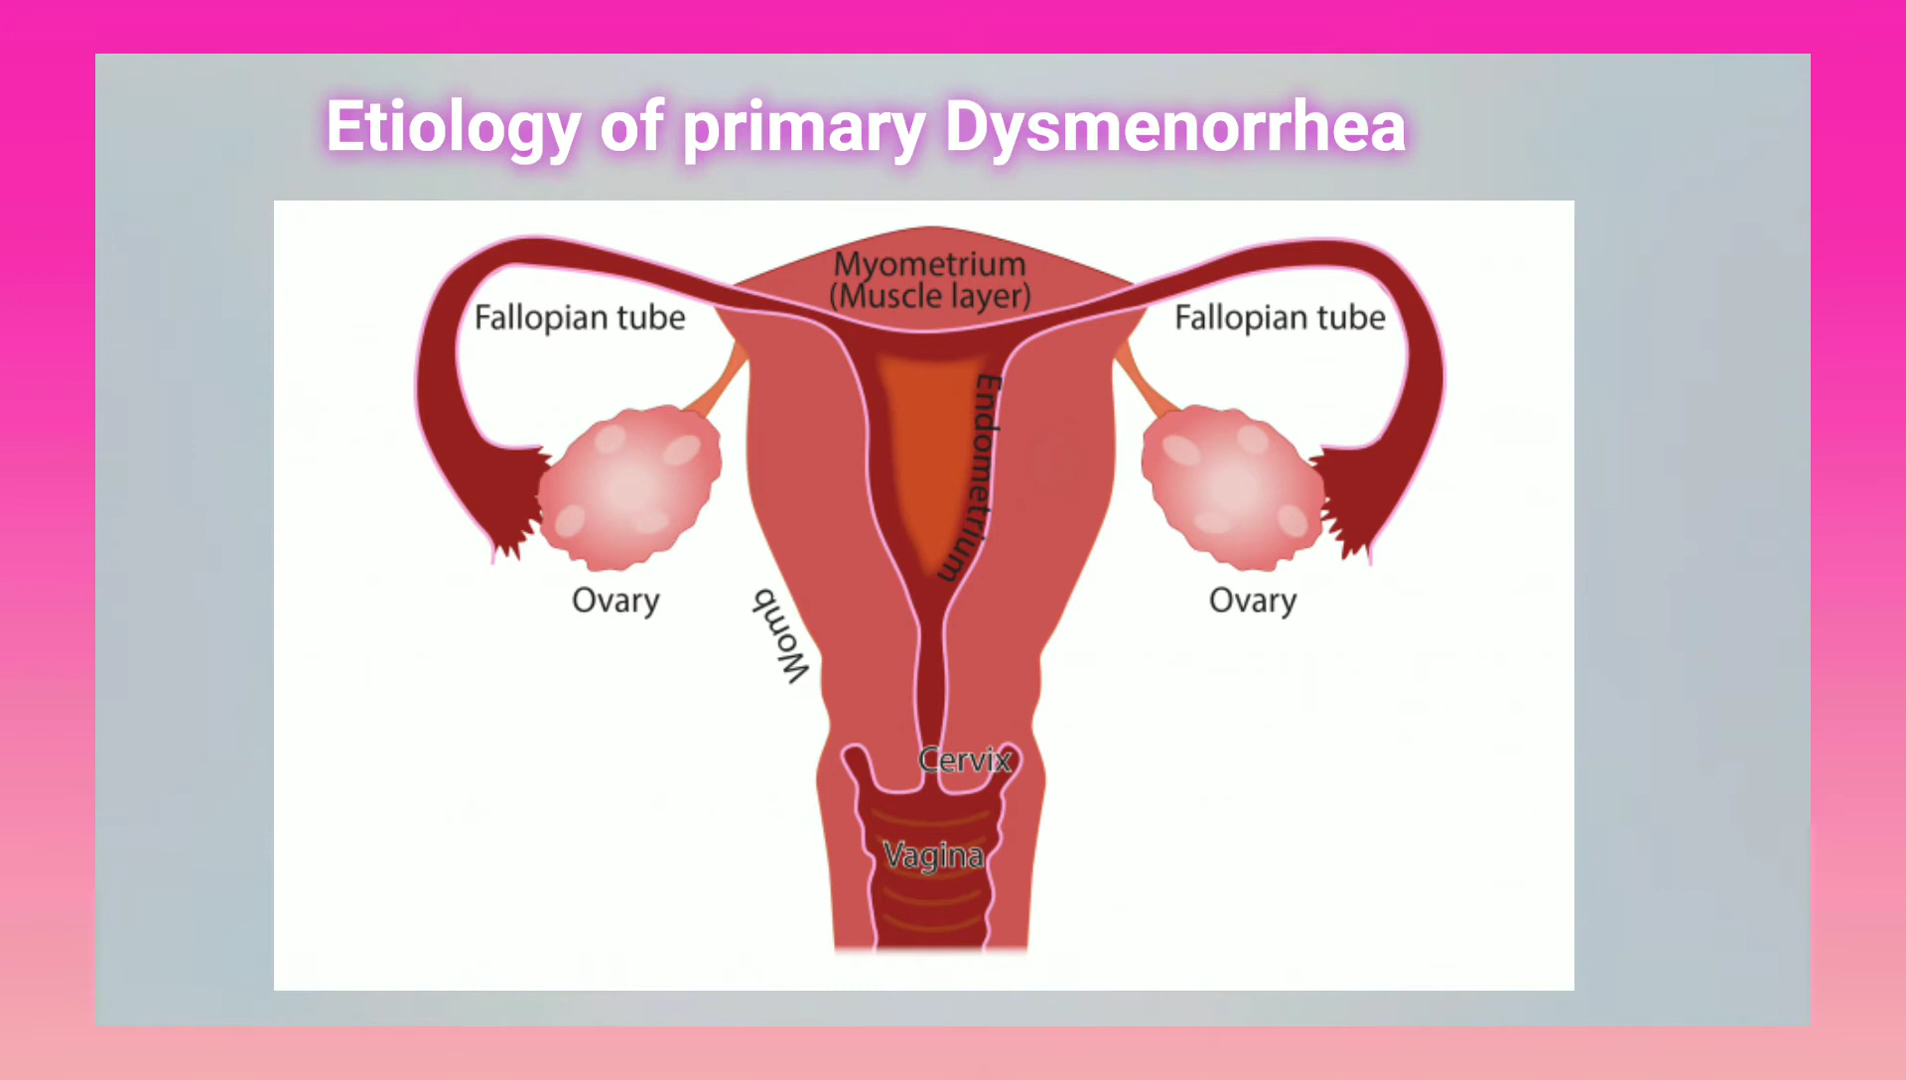 Etiology of primary Dysmenorrhea
Myometrium
(Muscle layer)
Fallopian tube
Fallopian tube
Endometrium
Ovary
Ovary
Womb
Cervix
Vagina